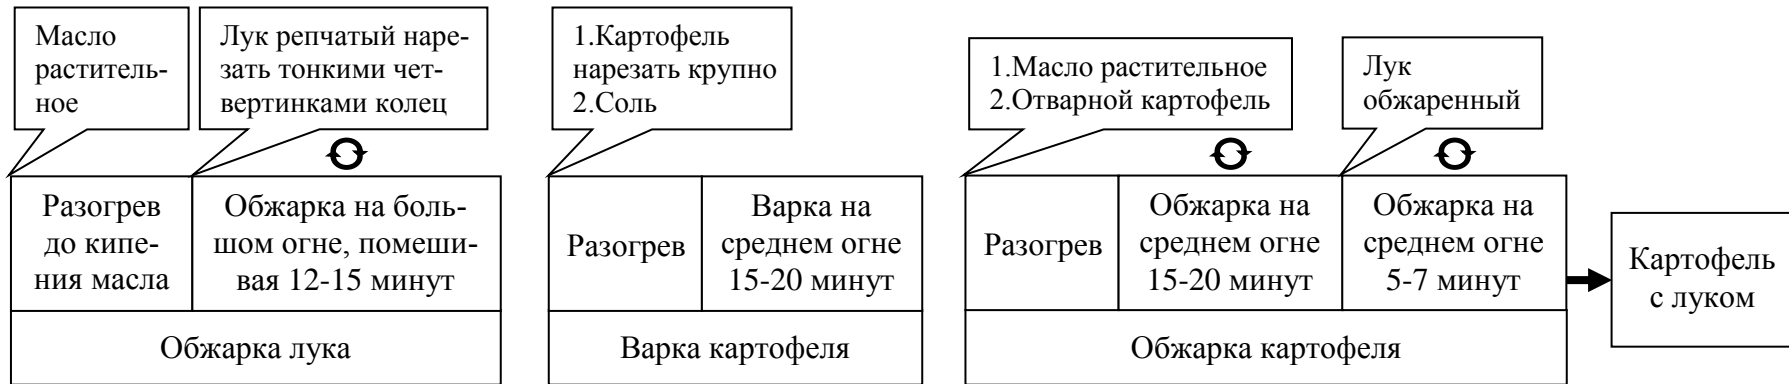 Масло
раститель-
ное
Лук репчатый наре-
зать тонкими чет-
вертинками колец
1.Картофель
нарезать крупно
2.Соль
1.Масло растительное
2.Отварной картофель
Лук
обжаренный
Разогрев
до кипе-
ния масла
Обжарка на боль-
шом огне, помеши-
вая 12-15 минут
Обжарка лука
Разогрев
Варка на
среднем огне
15-20 минут
Варка картофеля
Разогрев
Обжарка на
среднем огне
15-20 минут
Обжарка на
среднем огне
5-7 минут
Обжарка картофеля
Картофель
с луком